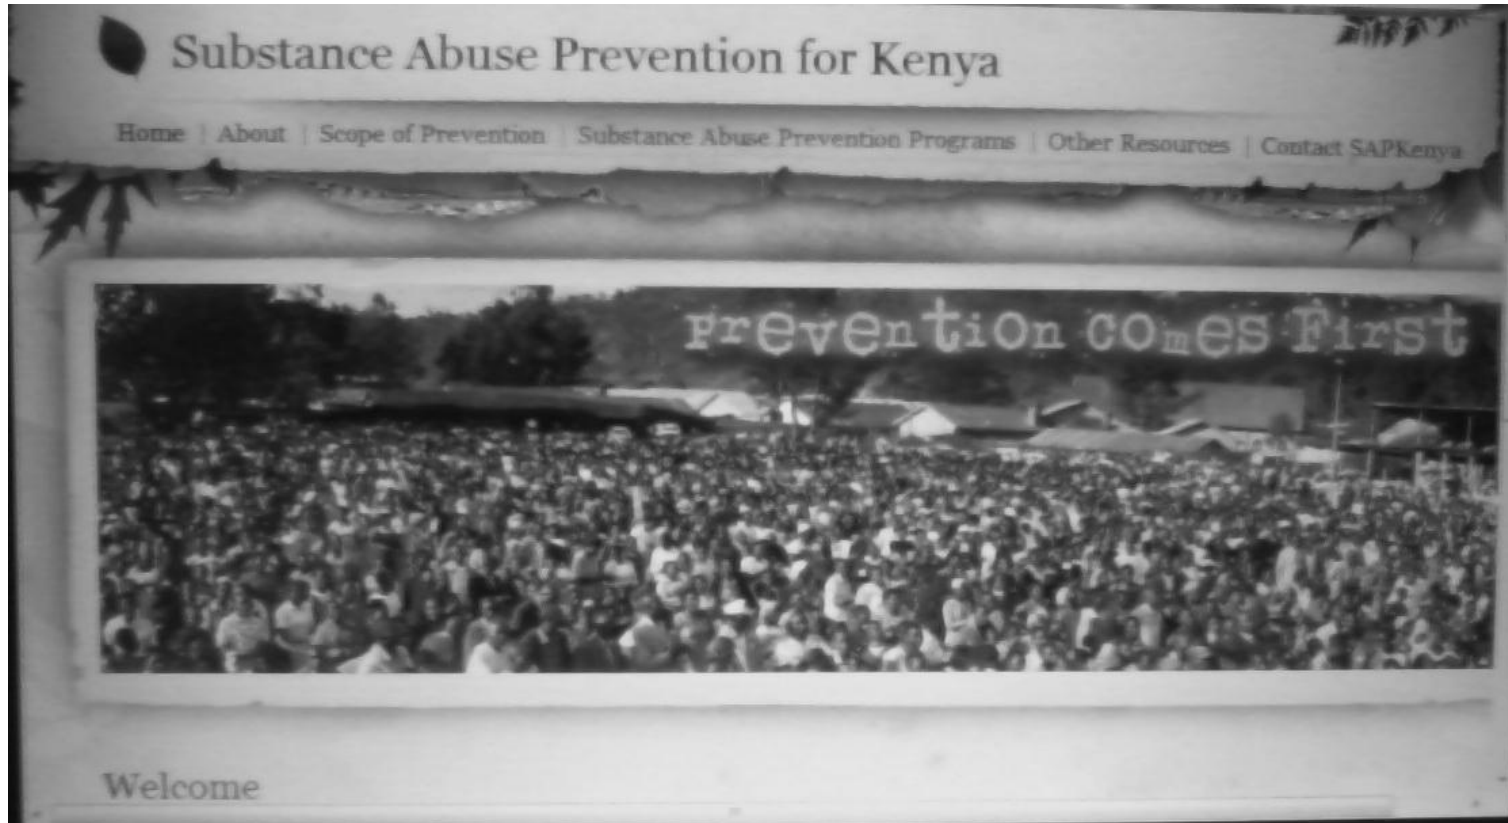 Substance Abuse Prevention for Kenya
Home | About | Scope of Prevention | Substance Abuse Prevention Programs | Other Resources | Contact SAPKenya
Prevention comes First
Welcome